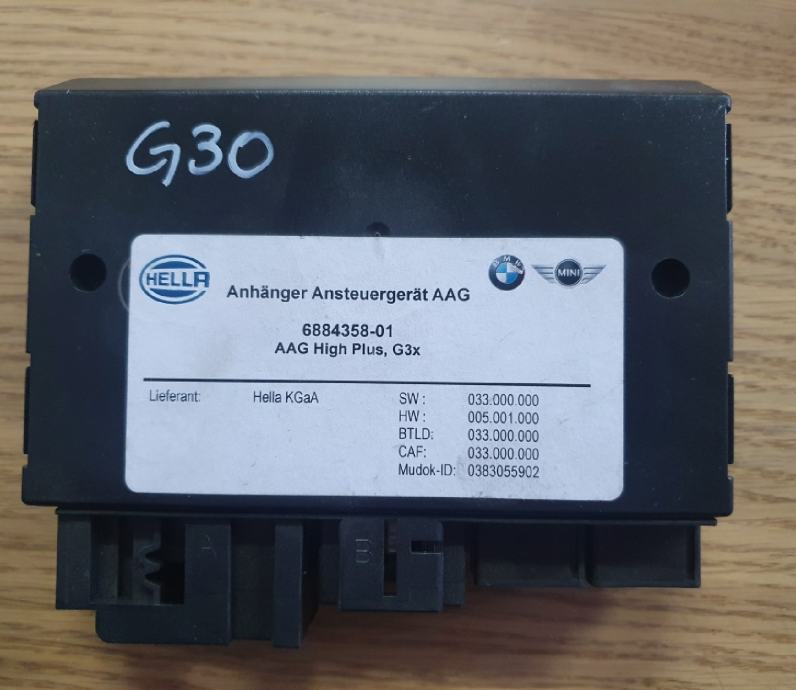 G30
HELLA
BMW
MINI
Anhänger Ansteuergerät AAG
6884358-01
AAG High Plus, G3x
Lieferant: Hella KGaA SW : 033.000.000
HW : 005.001.000
BTLD: 033.000.000
CAF: 033.000.000
Mudok-ID: 0383055902
A
B